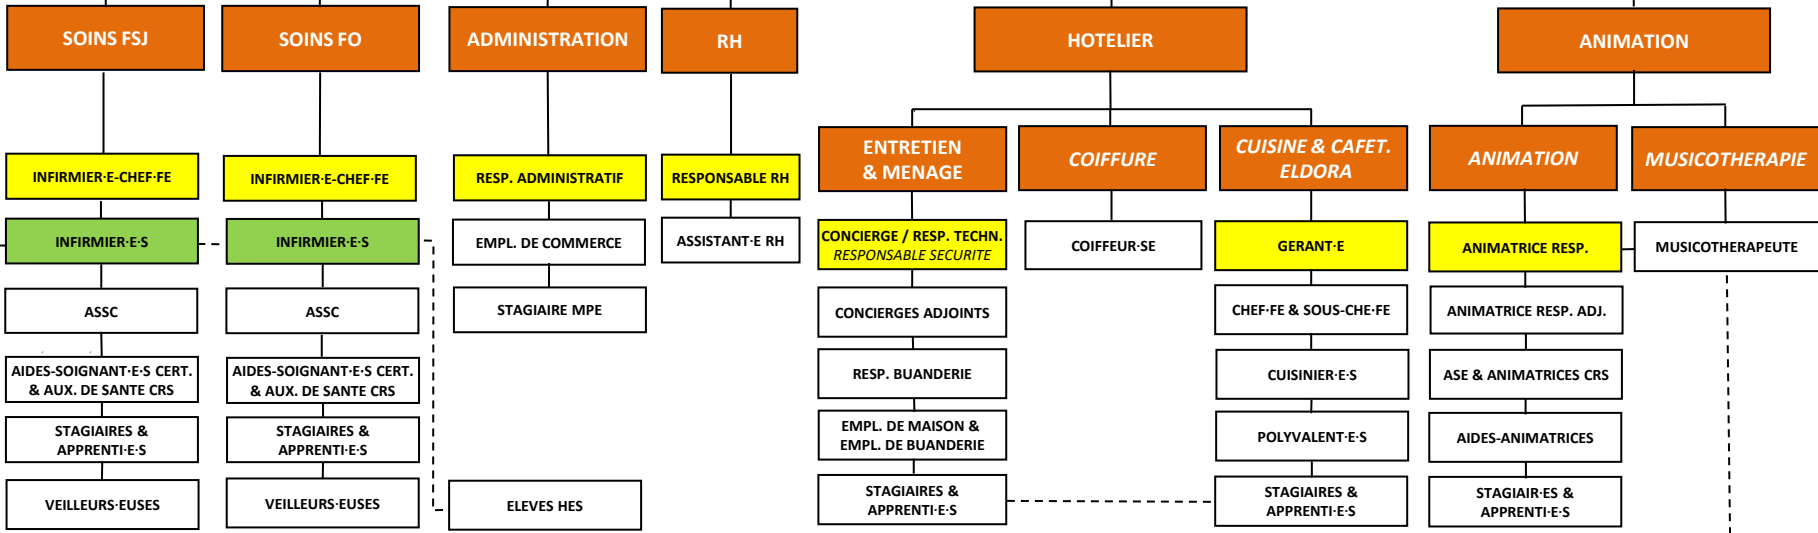 SOINS FSJ
SOINS FO
ADMINISTRATION
RH
HOTELIER
ANIMATION
ENTRETIEN
& MENAGE
COIFFURE
CUISINE & CAFET.
ELDORA
ANIMATION
MUSICOTHERAPIE
INFIRMIER·E-CHEF·FE
INFIRMIER·E-CHEF·FE
RESP. ADMINISTRATIF
RESPONSABLE RH
INFIRMIER·E·S
INFIRMIER·E·S
EMPL. DE COMMERCE
ASSISTANT·E RH
CONCIERGE / RESP. TECHN.
RESPONSABLE SECURITE
COIFFEUR·SE
GERANT·E
ANIMATRICE RESP.
MUSICOTHERAPEUTE
ASSC
ASSC
STAGIAIRE MPE
CONCIERGES ADJOINTS
CHEF·FE & SOUS-CHE·FE
ANIMATRICE RESP. ADJ.
AIDES-SOIGNANT·E·S CERT.
& AUX. DE SANTE CRS
AIDES-SOIGNANT·E·S CERT.
& AUX. DE SANTE CRS
RESP. BUANDERIE
CUISINIER·E·S
ASE & ANIMATRICES CRS
STAGIAIRES &
APPRENTI·E·S
STAGIAIRES &
APPRENTI·E·S
EMPL. DE MAISON &
EMPL. DE BUANDERIE
POLYVALENT·E·S
AIDES-ANIMATRICES
VEILLEURS·EUSES
VEILLEURS·EUSES
ELEVES HES
STAGIAIRES &
APPRENTI·E·S
STAGIAIRES &
APPRENTI·E·S
STAGIAIR·ES &
APPRENTI·E·S